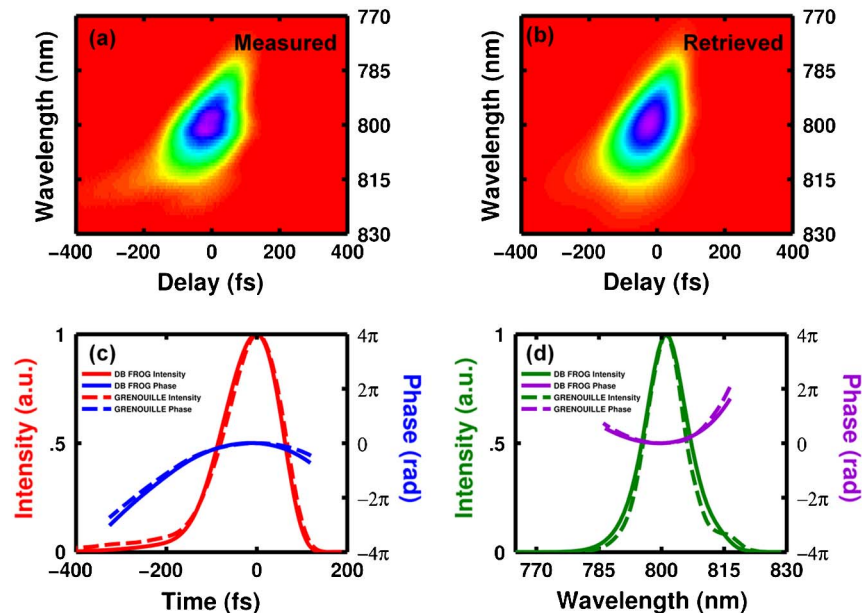 (a) Measured
Wavelength (nm)
770
785
800
815
830
−400 −200 0 200 400
Delay (fs)
(b) Retrieved
Wavelength (nm)
770
785
800
815
830
−400 −200 0 200 400
Delay (fs)
(c)
Intensity (a.u.)
1
.5
0
DB FROG Intensity
DB FROG Phase
GRENOUILLE Intensity
GRENOUILLE Phase
4π
2π
0
−2π
−4π
Phase (rad)
−400 −200 0 200
Time (fs)
(d)
Intensity (a.u.)
1
.5
0
DB FROG Intensity
DB FROG Phase
GRENOUILLE Intensity
GRENOUILLE Phase
4π
2π
0
−2π
−4π
Phase (rad)
770 785 800 815 830
Wavelength (nm)